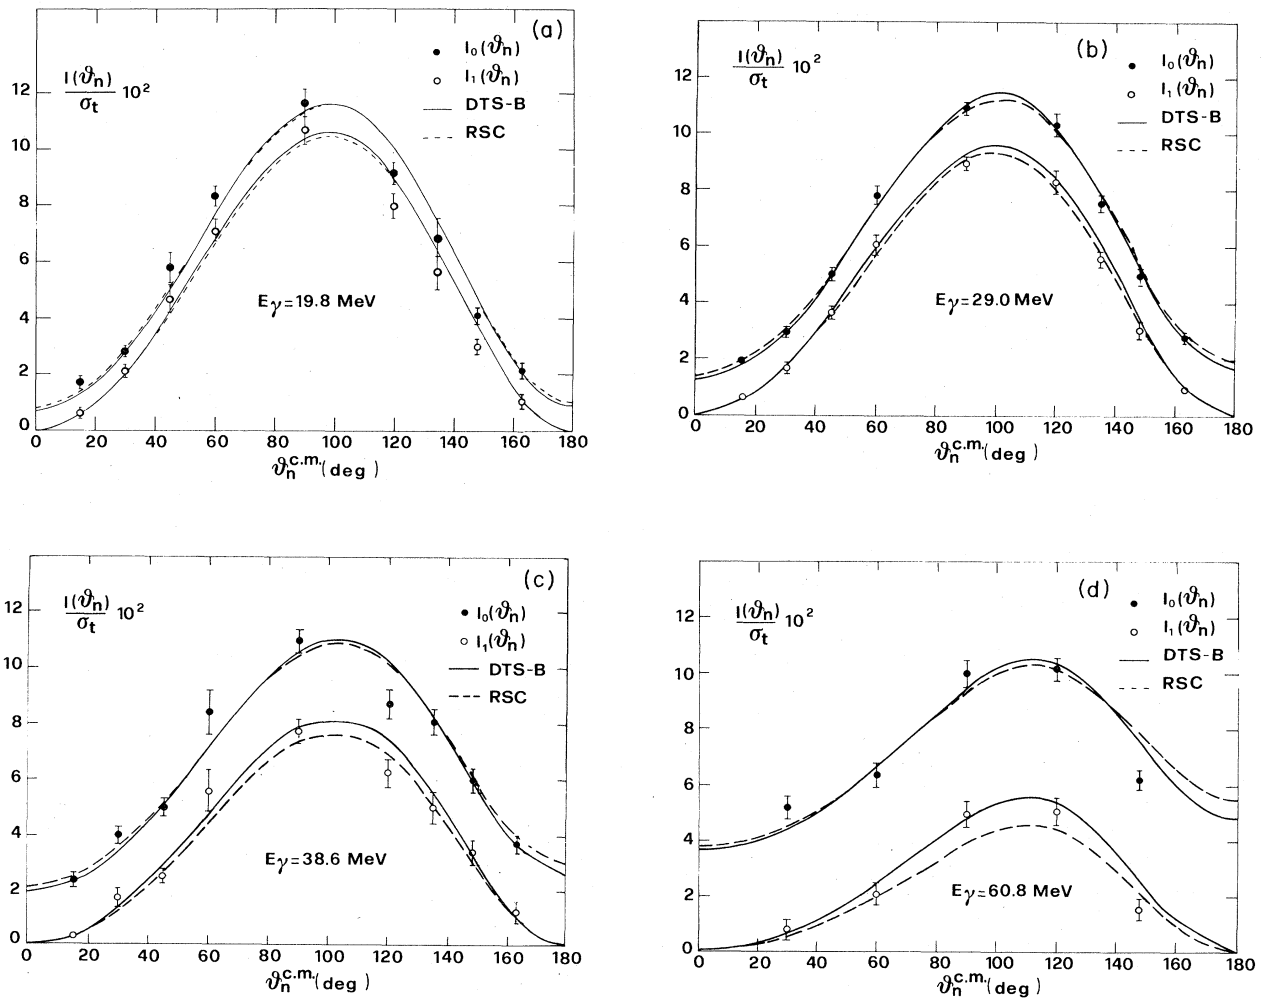 (a)
I(ϑn)/σt 10²
I₀(ϑn)
I₁(ϑn)
DTS-B
RSC
12
10
8
6
4
2
0
Eγ=19.8 MeV
0 20 40 60 80 100 120 140 160 180
ϑn c.m. (deg)
(b)
I(ϑn)/σt 10²
I₀(ϑn)
I₁(ϑn)
DTS-B
RSC
12
10
8
6
4
2
0
Eγ=29.0 MeV
0 20 40 60 80 100 120 140 160 180
ϑn c.m. (deg)
(c)
I(ϑn)/σt 10²
I₀(ϑn)
I₁(ϑn)
DTS-B
RSC
12
10
8
6
4
2
0
Eγ=38.6 MeV
0 20 40 60 80 100 120 140 160 180
ϑn c.m. (deg)
(d)
I(ϑn)/σt 10²
I₀(ϑn)
I₁(ϑn)
DTS-B
RSC
12
10
8
6
4
2
0
Eγ=60.8 MeV
0 20 40 60 80 100 120 140 160 180
ϑn c.m. (deg)